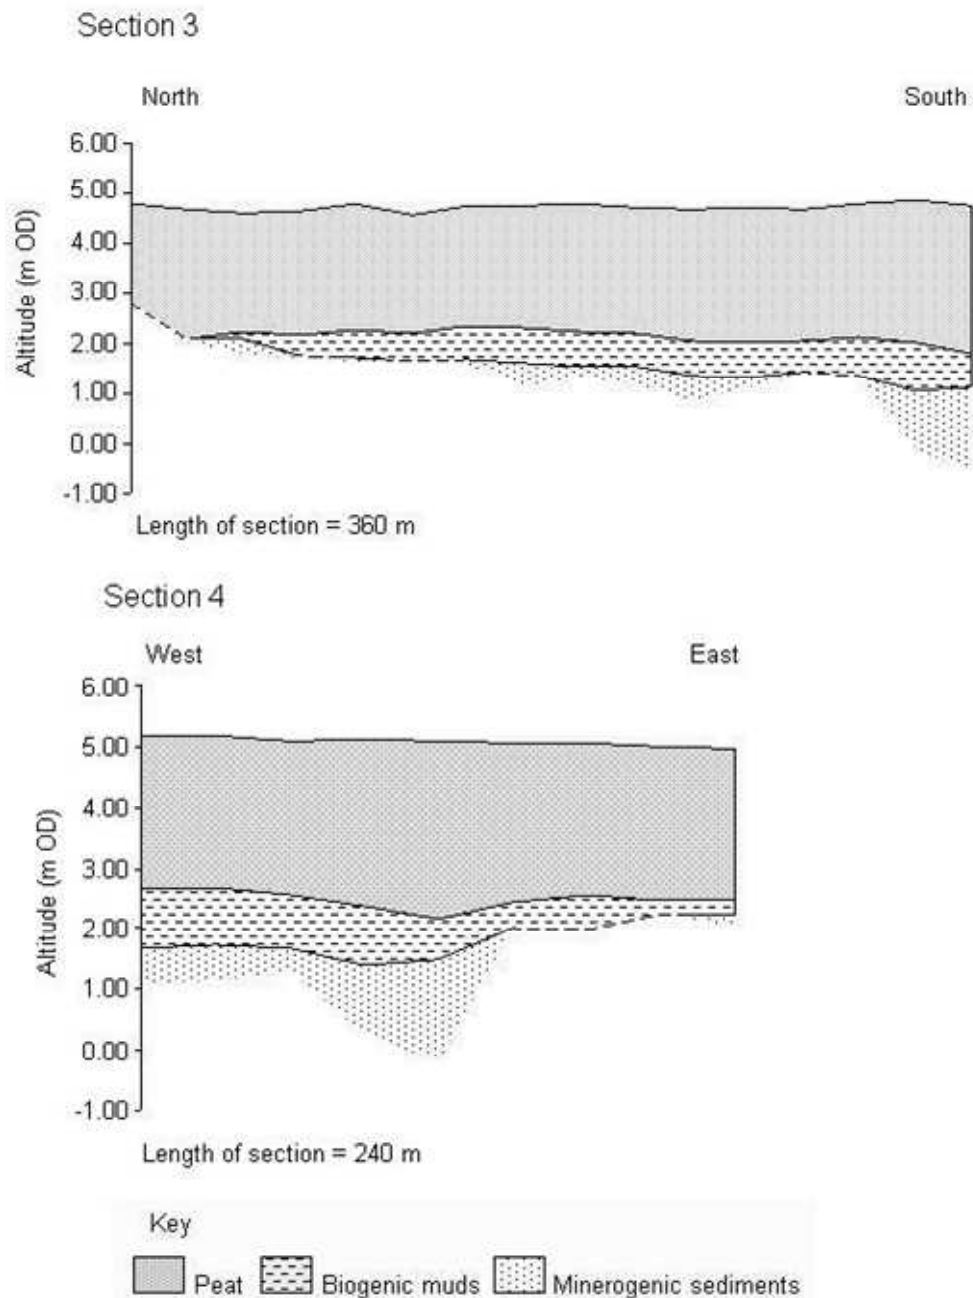 Section 3
North South
6.00
5.00
4.00
3.00
2.00
1.00
0.00
-1.00
Altitude (m OD)
Length of section = 360 m
Section 4
West East
6.00
5.00
4.00
3.00
2.00
1.00
0.00
-1.00
Altitude (m OD)
Length of section = 240 m
Key
Peat Biogenic muds Minerogenic sediments